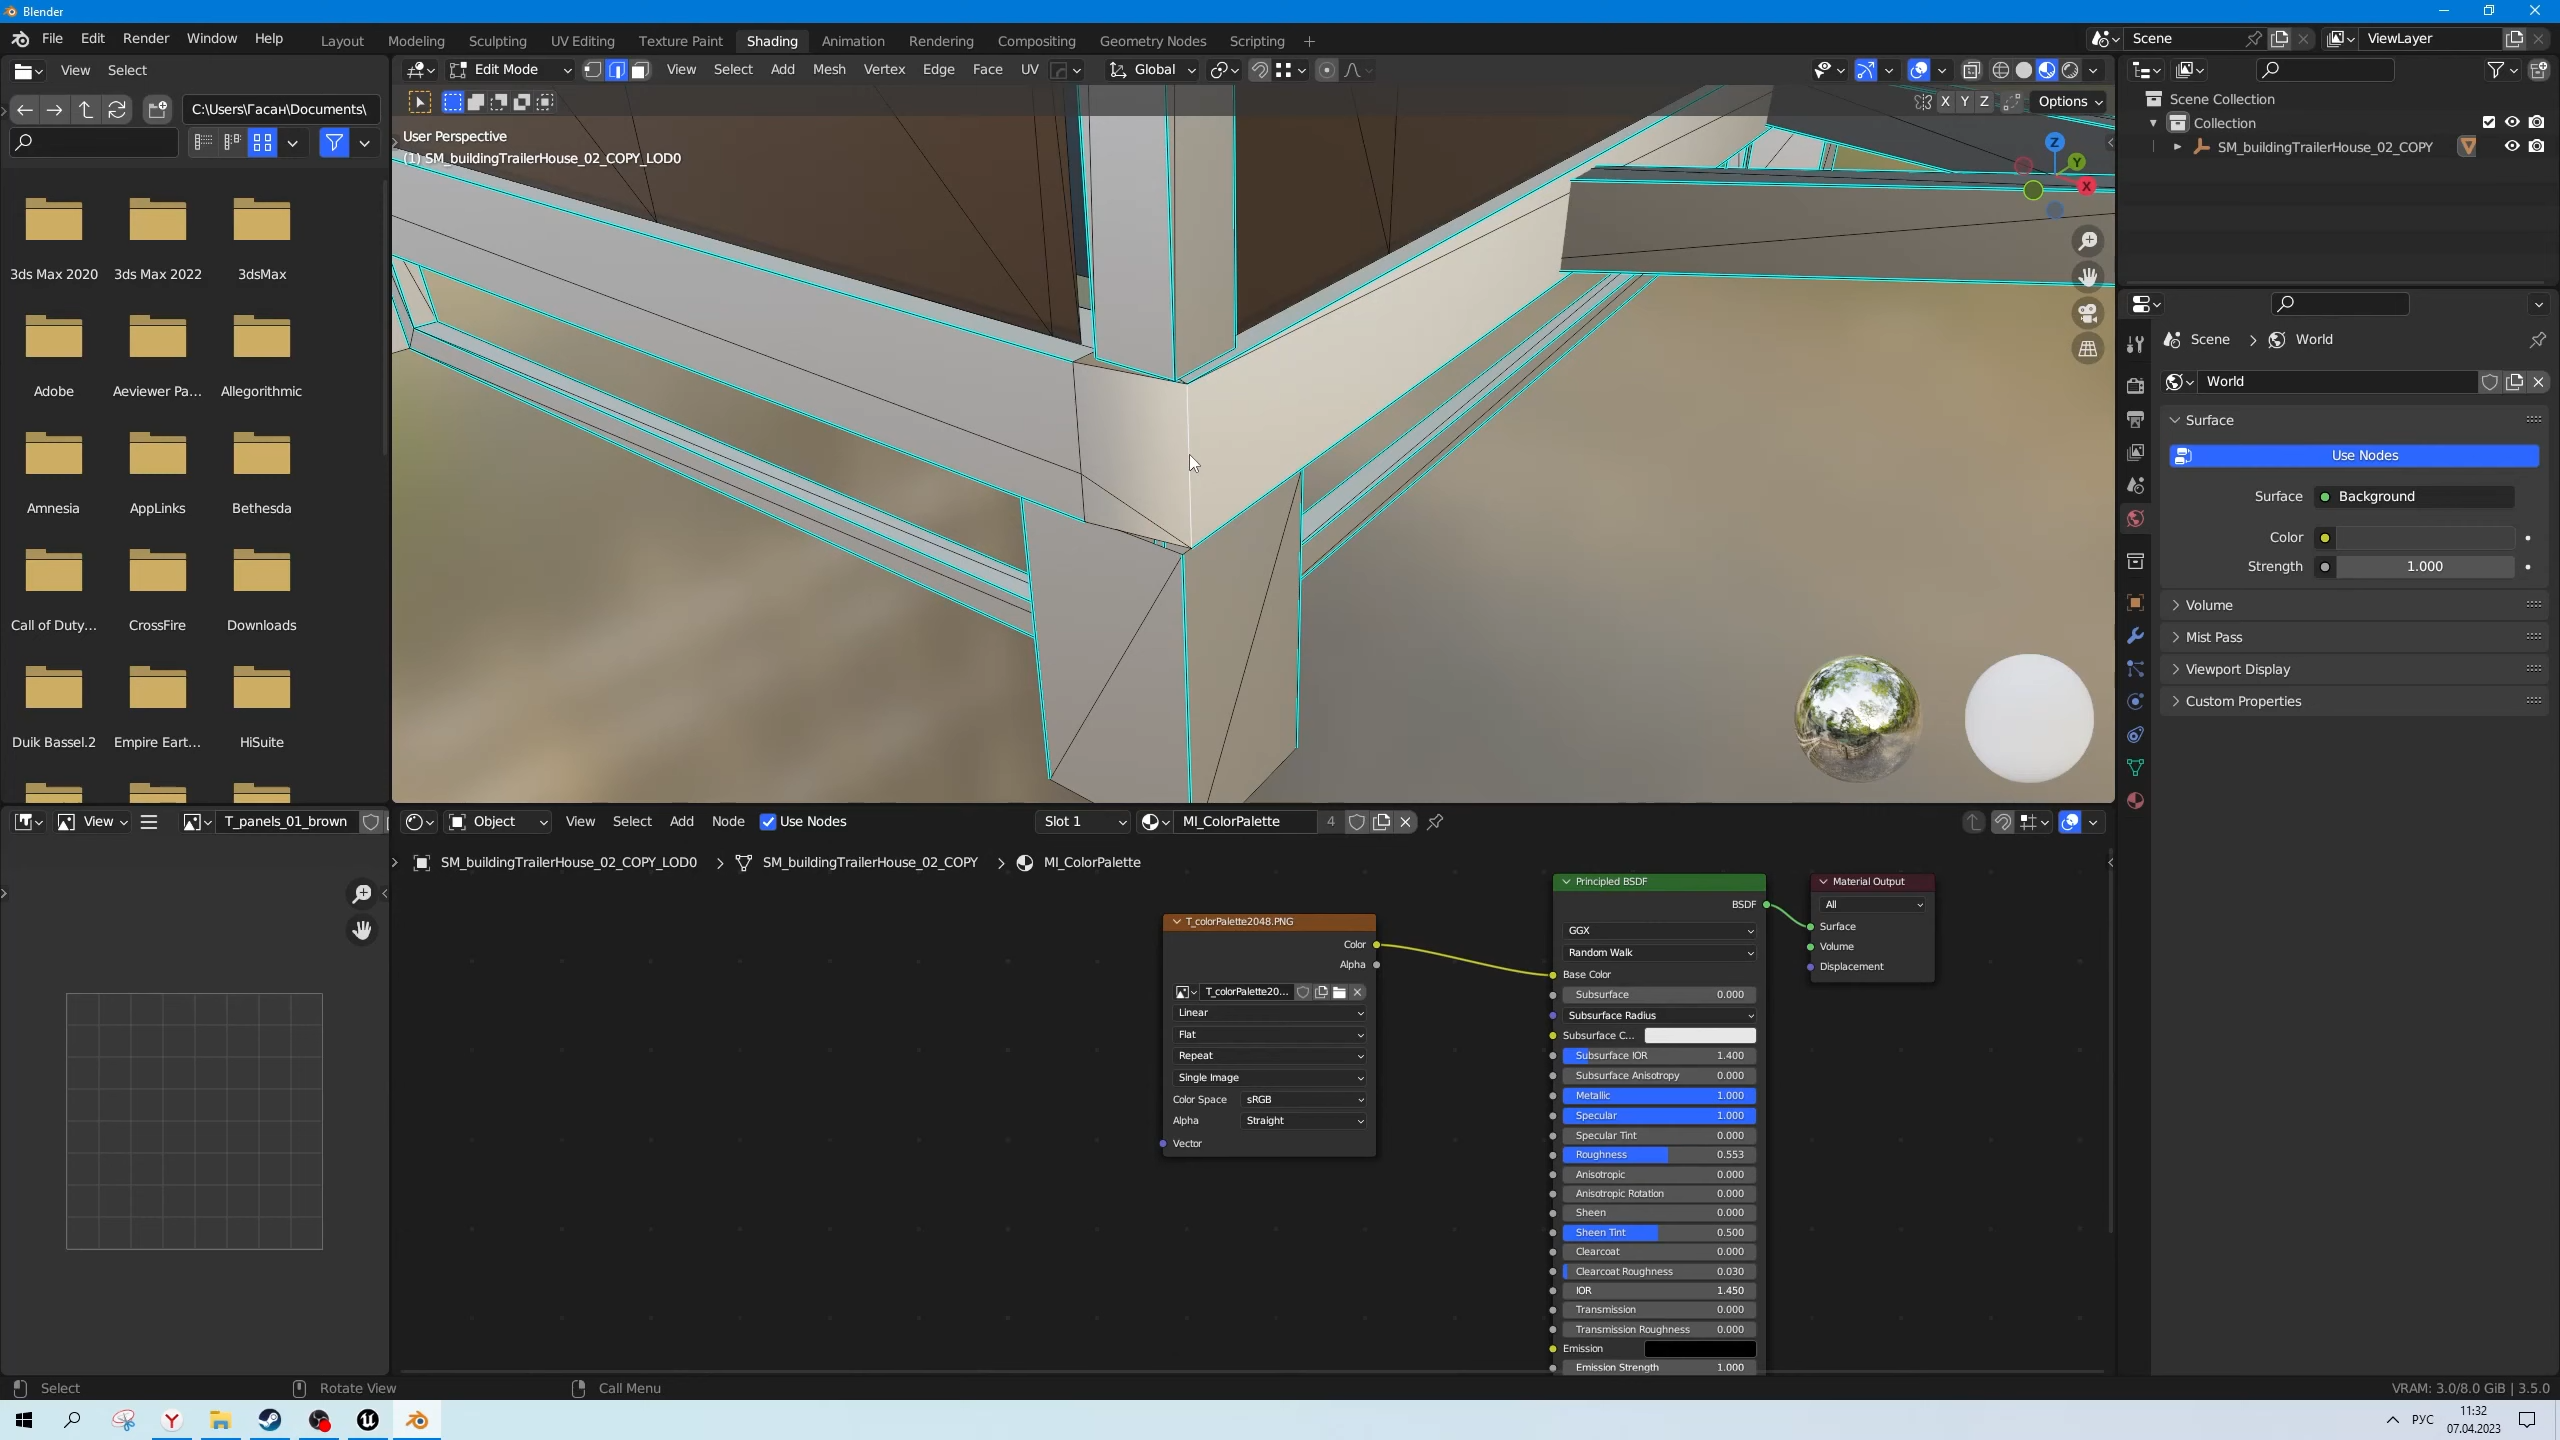 Blender
File Edit Render Window Help
Layout Modeling Sculpting UV Editing Texture Paint Shading Animation Rendering Compositing Geometry Nodes Scripting +
Scene
ViewLayer
View Select
Edit Mode View Select Add Mesh Vertex Edge Face UV
Global
C:\Users\Гасан\Documents\
X Y Z Options
User Perspective
(1) SM_buildingTrailerHouse_02_COPY_LOD0
Z
Y
X
3ds Max 2020 3ds Max 2022 3dsMax
Adobe Aeviewer Pa... Allegorithmic
Amnesia AppLinks Bethesda
Call of Duty... CrossFire Downloads
Duik Bassel.2 Empire Eart... HiSuite
Scene Collection
Collection
SM_buildingTrailerHouse_02_COPY
Scene > World
World
Surface
Use Nodes
Surface Background
Color
Strength 1.000
Volume
Mist Pass
Viewport Display
Custom Properties
View T_panels_01_brown
Object View Select Add Node Use Nodes
Slot 1 MI_ColorPalette 4
SM_buildingTrailerHouse_02_COPY_LOD0 > SM_buildingTrailerHouse_02_COPY > MI_ColorPalette
T_colorPalette2048.PNG
Color
Alpha
T_colorPalette20...
Linear
Flat
Repeat
Single Image
Color Space sRGB
Alpha Straight
Vector
Principled BSDF
BSDF
GGX
Random Walk
Base Color
Subsurface 0.000
Subsurface Radius
Subsurface C...
Subsurface IOR 1.400
Subsurface Anisotropy 0.000
Metallic 1.000
Specular 1.000
Specular Tint 0.000
Roughness 0.553
Anisotropic 0.000
Anisotropic Rotation 0.000
Sheen 0.000
Sheen Tint 0.500
Clearcoat 0.000
Clearcoat Roughness 0.030
IOR 1.450
Transmission 0.000
Transmission Roughness 0.000
Emission
Emission Strength 1.000
Material Output
All
Surface
Volume
Displacement
Select Rotate View Call Menu
VRAM: 3.0/8.0 GiB | 3.5.0
РУС
11:32
07.04.2023